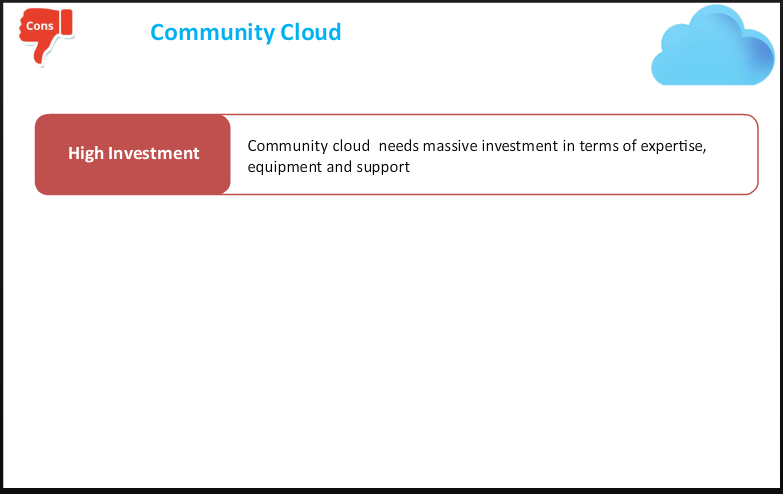 Cons
Community Cloud
High Investment
Community cloud  needs massive investment in terms of expertise,
equipment and support